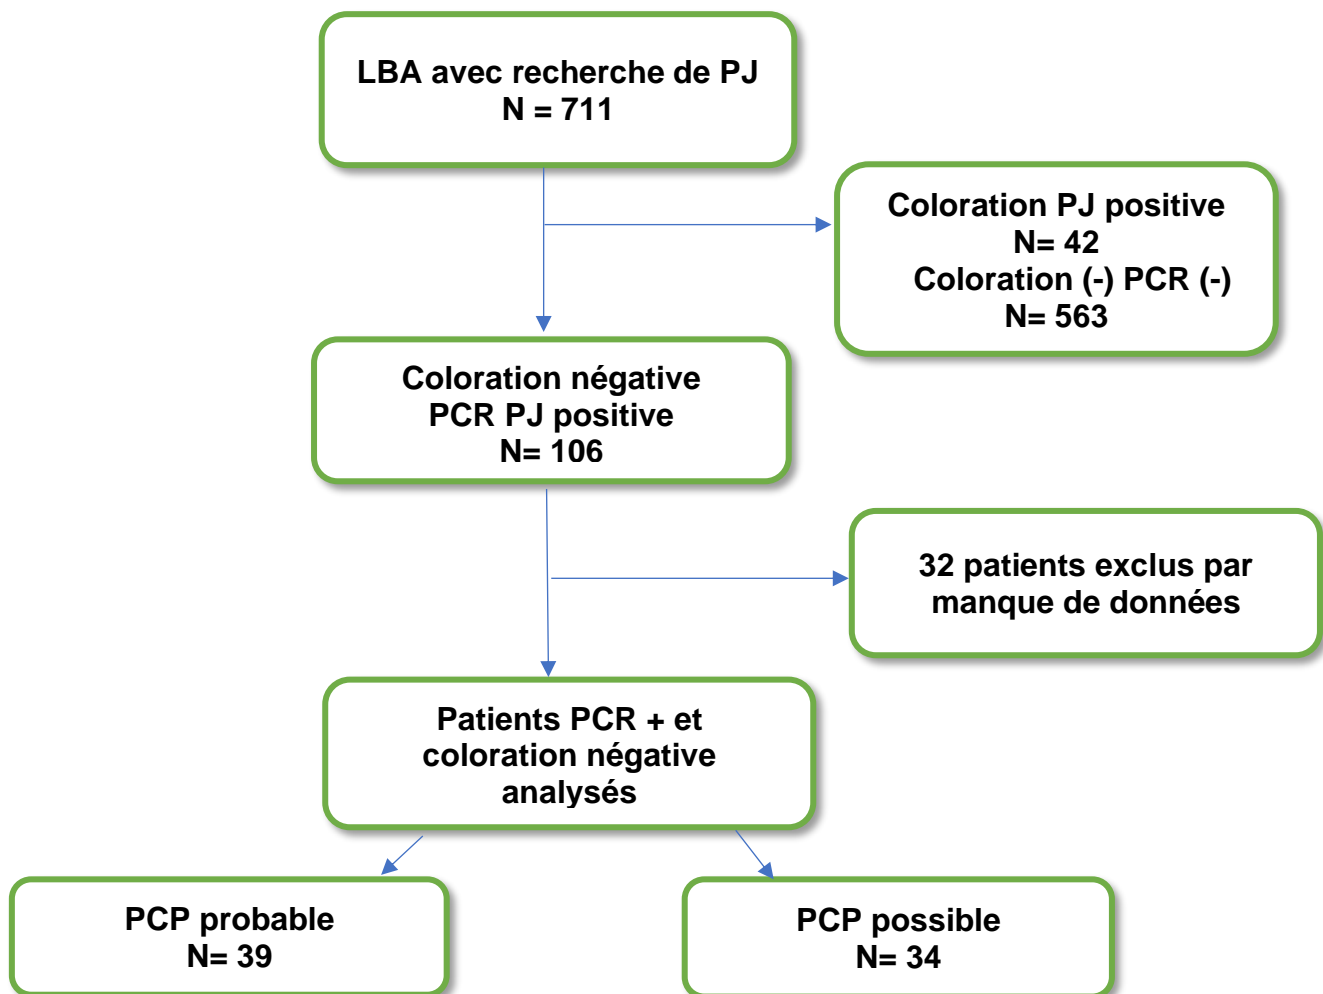 LBA avec recherche de PJ
N = 711
Coloration PJ positive
N= 42
Coloration (-) PCR (-)
N= 563
Coloration négative
PCR PJ positive
N= 106
32 patients exclus par
manque de données
Patients PCR + et
coloration négative
analysés
PCP probable
N= 39
PCP possible
N= 34